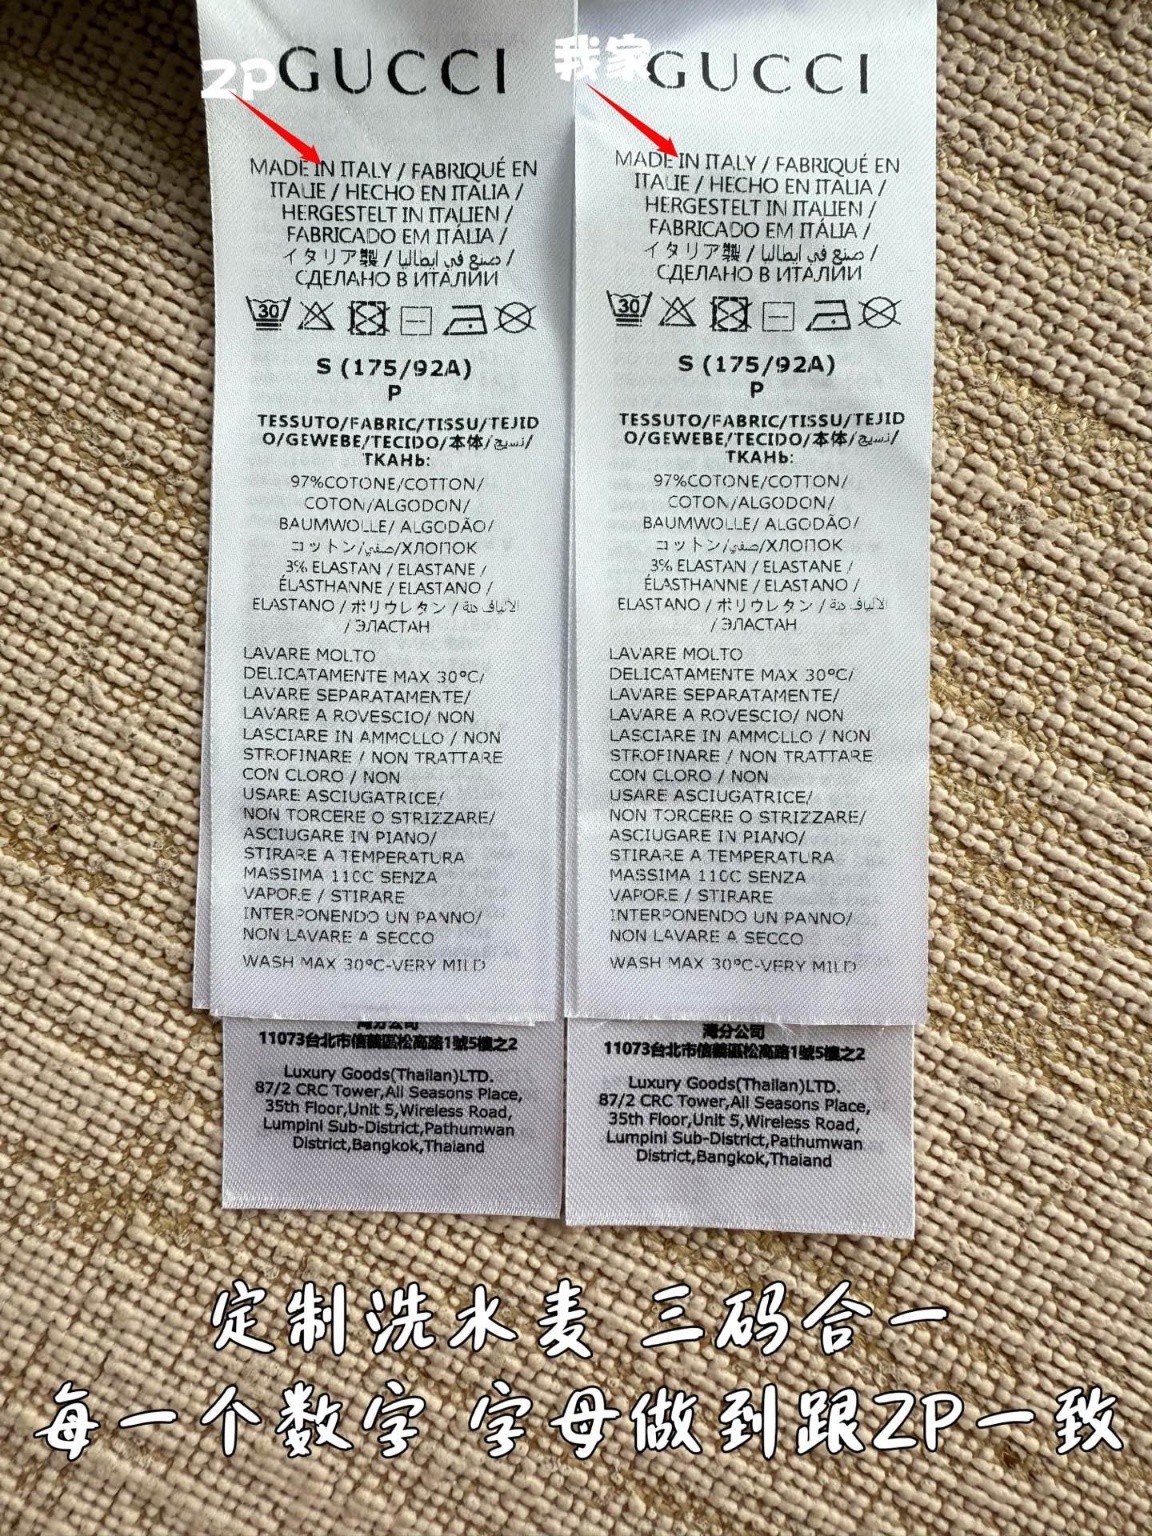 ZP
GUCCI
MADE IN ITALY / FABRIQUÉ EN
ITALIE / HECHO EN ITALIA /
HERGESTELT IN ITALIEN /
FABRICADO EM ITÁLIA /
イタリア製 / صنع في ايطاليا /
СДЕЛАНО В ИТАЛИИ
30
S (175/92A)
P
TESSUTO/FABRIC/TISSU/TEJID
O/GEWEBE/TECIDO/本体/نسيج/
ТКАНЬ:
97%COTONE/COTTON/
COTON/ALGODON/
BAUMWOLLE/ ALGODÃO/
コットン/صفي/ХЛОПОК
3% ELASTAN / ELASTANE /
ÉLASTHANNE / ELASTANO /
ELASTANO / ポリウレタン / الألياف هنة
/ ЭЛАСТАН
LAVARE MOLTO
DELICATAMENTE MAX 30°C/
LAVARE SEPARATAMENTE/
LAVARE A ROVESCIO/ NON
LASCIARE IN AMMOLLO / NON
STROFINARE / NON TRATTARE
CON CLORO / NON
USARE ASCIUGATRICE/
NON TORCERE O STRIZZARE/
ASCIUGARE IN PIANO/
STIRARE A TEMPERATURA
MASSIMA 110C SENZA
VAPORE / STIRARE
INTERPONENDO UN PANNO/
NON LAVARE A SECCO
WASH MAX 30°C-VERY MILD
灣分公司
11073台北市信義區松高路1號5樓之2
Luxury Goods(Thailan)LTD.
87/2 CRC Tower,All Seasons Place,
35th Floor,Unit 5,Wireless Road,
Lumpini Sub-District,Pathumwan
District,Bangkok,Thaiand
我家
GUCCI
MADE IN ITALY / FABRIQUÉ EN
ITALIE / HECHO EN ITALIA /
HERGESTELT IN ITALIEN /
FABRICADO EM ITÁLIA /
イタリア製 / صنع في ايطاليا /
СДЕЛАНО В ИТАЛИИ
30
S (175/92A)
P
TESSUTO/FABRIC/TISSU/TEJID
O/GEWEBE/TECIDO/本体/نسيج/
ТКАНЬ:
97%COTONE/COTTON/
COTON/ALGODON/
BAUMWOLLE/ ALGODÃO/
コットン/صفي/ХЛОПОК
3% ELASTAN / ELASTANE /
ÉLASTHANNE / ELASTANO /
ELASTANO / ポリウレタン / الألياف هنة
/ ЭЛАСТАН
LAVARE MOLTO
DELICATAMENTE MAX 30°C/
LAVARE SEPARATAMENTE/
LAVARE A ROVESCIO/ NON
LASCIARE IN AMMOLLO / NON
STROFINARE / NON TRATTARE
CON CLORO / NON
USARE ASCIUGATRICE/
NON TORCERE O STRIZZARE/
ASCIUGARE IN PIANO/
STIRARE A TEMPERATURA
MASSIMA 110C SENZA
VAPORE / STIRARE
INTERPONENDO UN PANNO/
NON LAVARE A SECCO
WASH MAX 30°C-VERY MILD
灣分公司
11073台北市信義區松高路1號5樓之2
Luxury Goods(Thailan)LTD.
87/2 CRC Tower,All Seasons Place,
35th Floor,Unit 5,Wireless Road,
Lumpini Sub-District,Pathumwan
District,Bangkok,Thaiand
定制洗水麦 三码合一
每一个数字 字母做到跟ZP一致